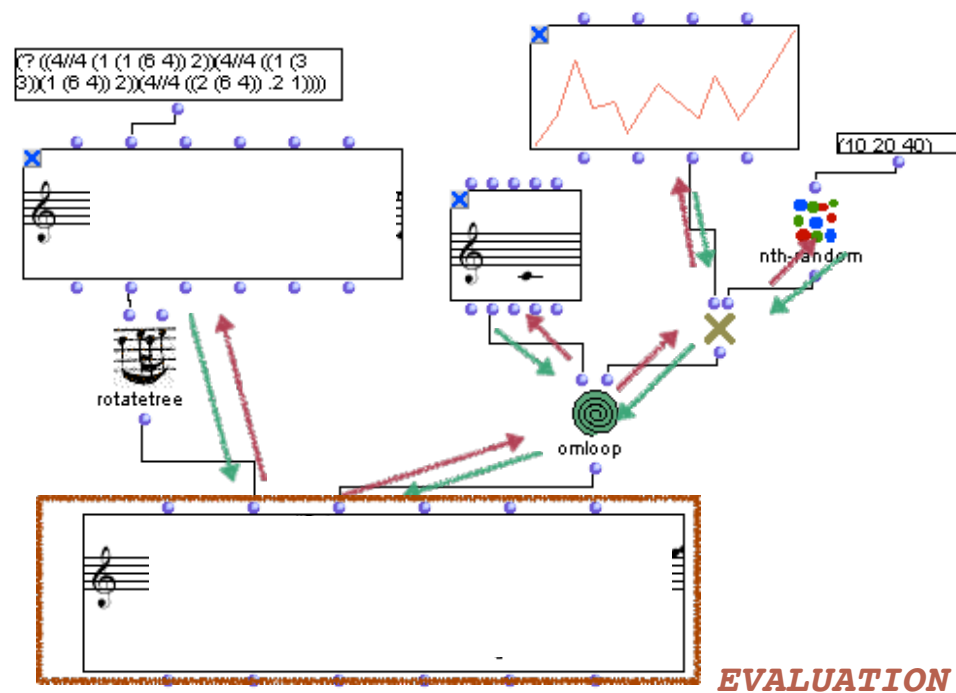 (? ((4//4 (1 (1 (6 4)) 2))(4//4 ((1 (3
3))(1 (6 4)) 2))(4//4 ((2 (6 4)) .2 1))))
(10 20 40)
nth-random
rotatetree
omloop
EVALUATION